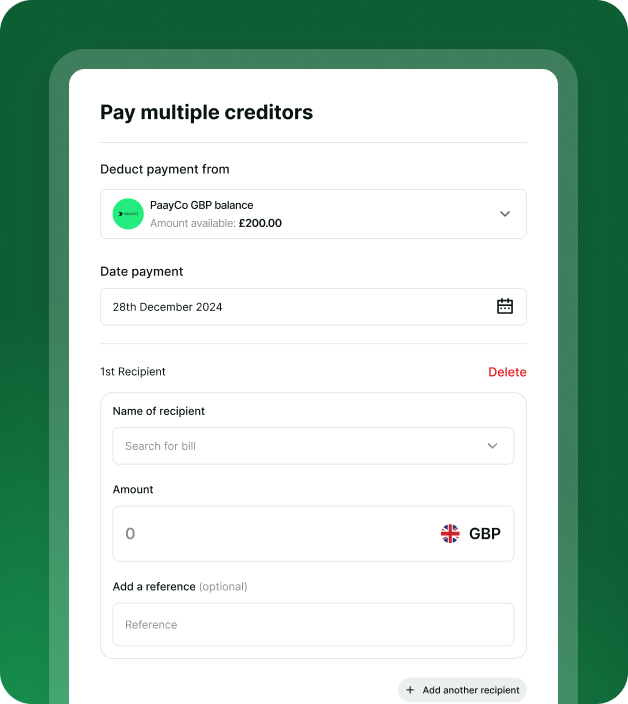 Pay multiple creditors
Deduct payment from
PAAYCO
PaayCo GBP balance
Amount available: £200.00
Date payment
28th December 2024
1st Recipient
Delete
Name of recipient
Search for bill
Amount
0
GBP
Add a reference (optional)
Reference
+ Add another recipient